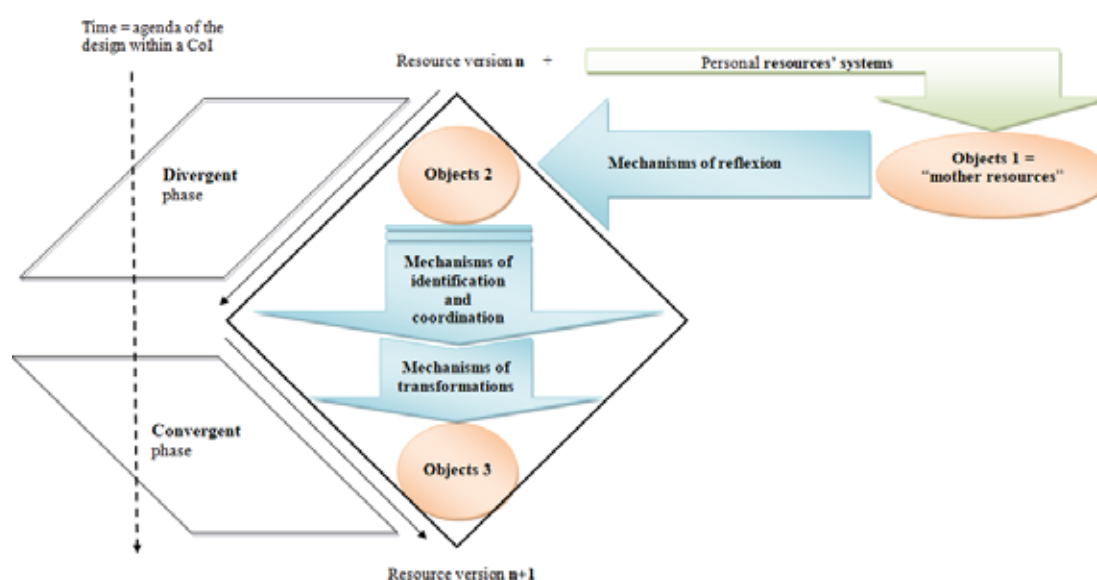 Time = agenda of the
design within a CoI
Resource version n +
Personal resources' systems
Objects 1 =
“mother resources”
Mechanisms of reflexion
Objects 2
Divergent
phase
Mechanisms of
identification
and
coordination
Mechanisms of
transformations
Convergent
phase
Objects 3
Resource version n+1